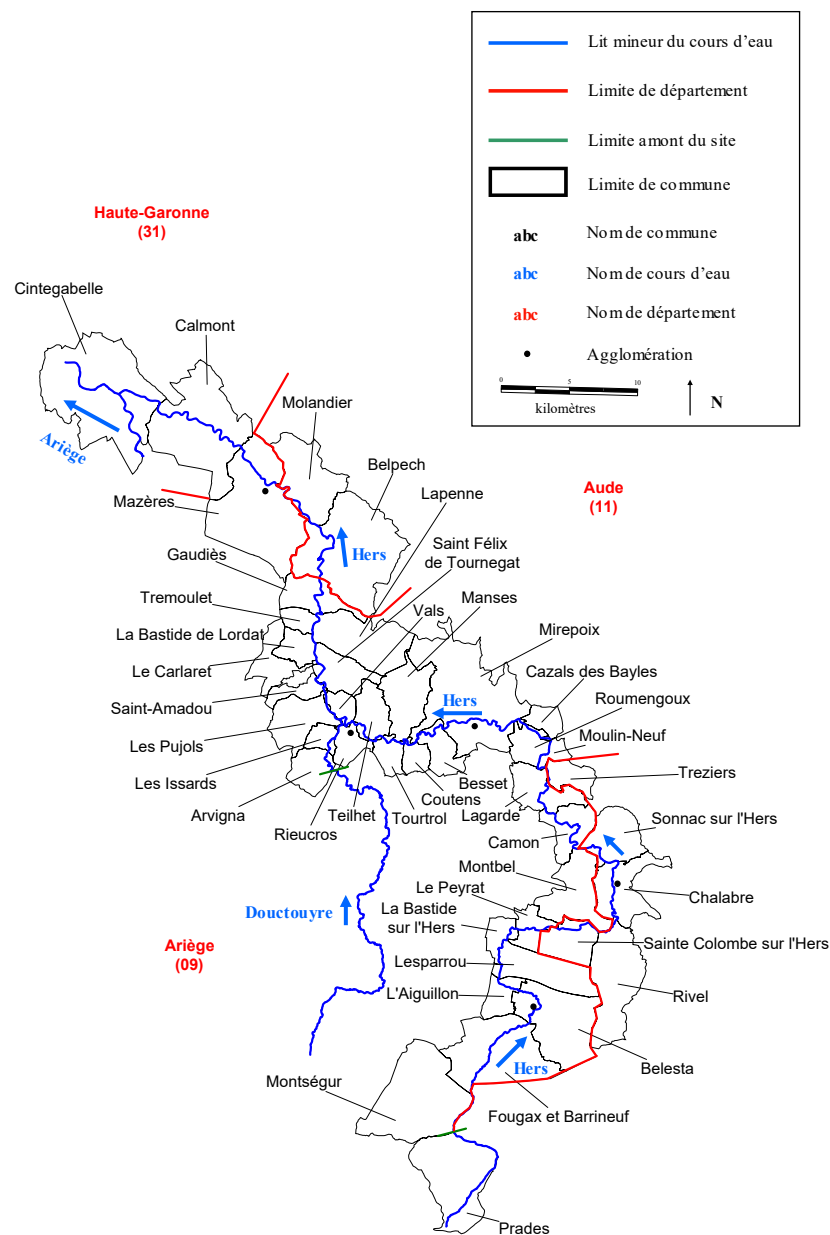 Lit mineur du cours d'eau
Limite de département
Limite amont du site
Limite de commune
abc Nom de commune
abc Nom de cours d'eau
abc Nom de département
Agglomération
0 5 10
kilomètres
N
Haute-Garonne
(31)
Cintegabelle
Calmont
Molandier
Ariège
Belpech
Aude
(11)
Lapenne
Mazères
Saint Félix
de Tournegat
Hers
Gaudiès
Manses
Tremoulet
Vals
La Bastide de Lordat
Mirepoix
Le Carlaret
Cazals des Bayles
Saint-Amadou
Hers
Roumengoux
Les Pujols
Moulin-Neuf
Treziers
Les Issards
Besset
Arvigna
Coutens
Lagarde
Teilhet
Tourtrol
Rieucros
Sonnac sur l'Hers
Camon
Montbel
Le Peyrat
Chalabre
La Bastide
sur l'Hers
Douctouyre
Ariège
(09)
Sainte Colombe sur l'Hers
Lesparrou
L'Aiguillon
Rivel
Hers
Belesta
Montségur
Fougax et Barrineuf
Prades